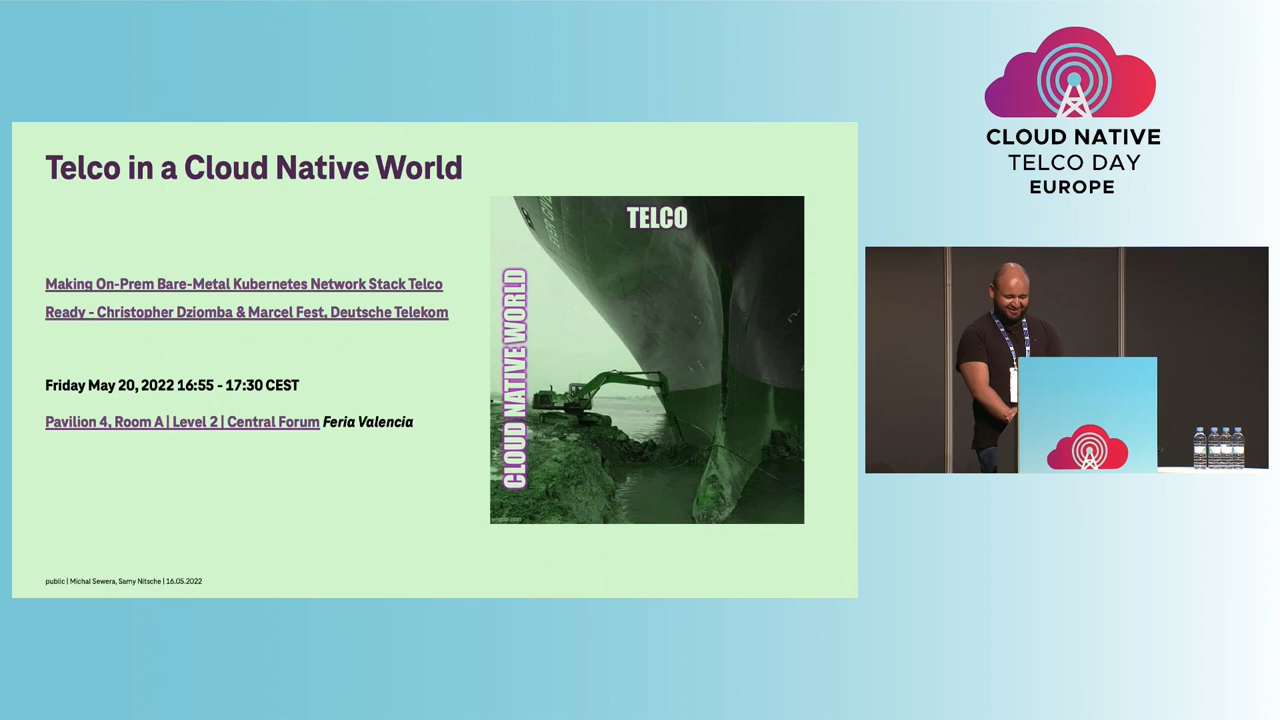 CLOUD NATIVE
TELCO DAY
EUROPE
Telco in a Cloud Native World
Making On-Prem Bare-Metal Kubernetes Network Stack Telco
Ready - Christopher Dziomba & Marcel Fest, Deutsche Telekom
Friday May 20, 2022 16:55 - 17:30 CEST
Pavilion 4, Room A | Level 2 | Central Forum Feria Valencia
TELCO
CLOUD NATIVE WORLD
public | Michal Sewera, Samy Nitsche | 16.05.2022